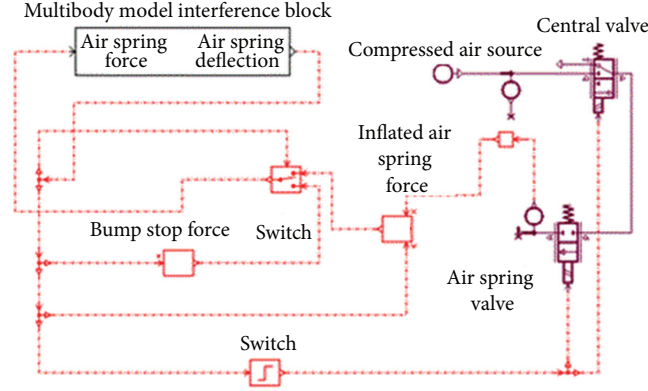 Multibody model interference block
Air spring
force
Air spring
deflection
Central valve
Compressed air source
Inflated air
spring
force
Bump stop force
Switch
Air spring
valve
Switch